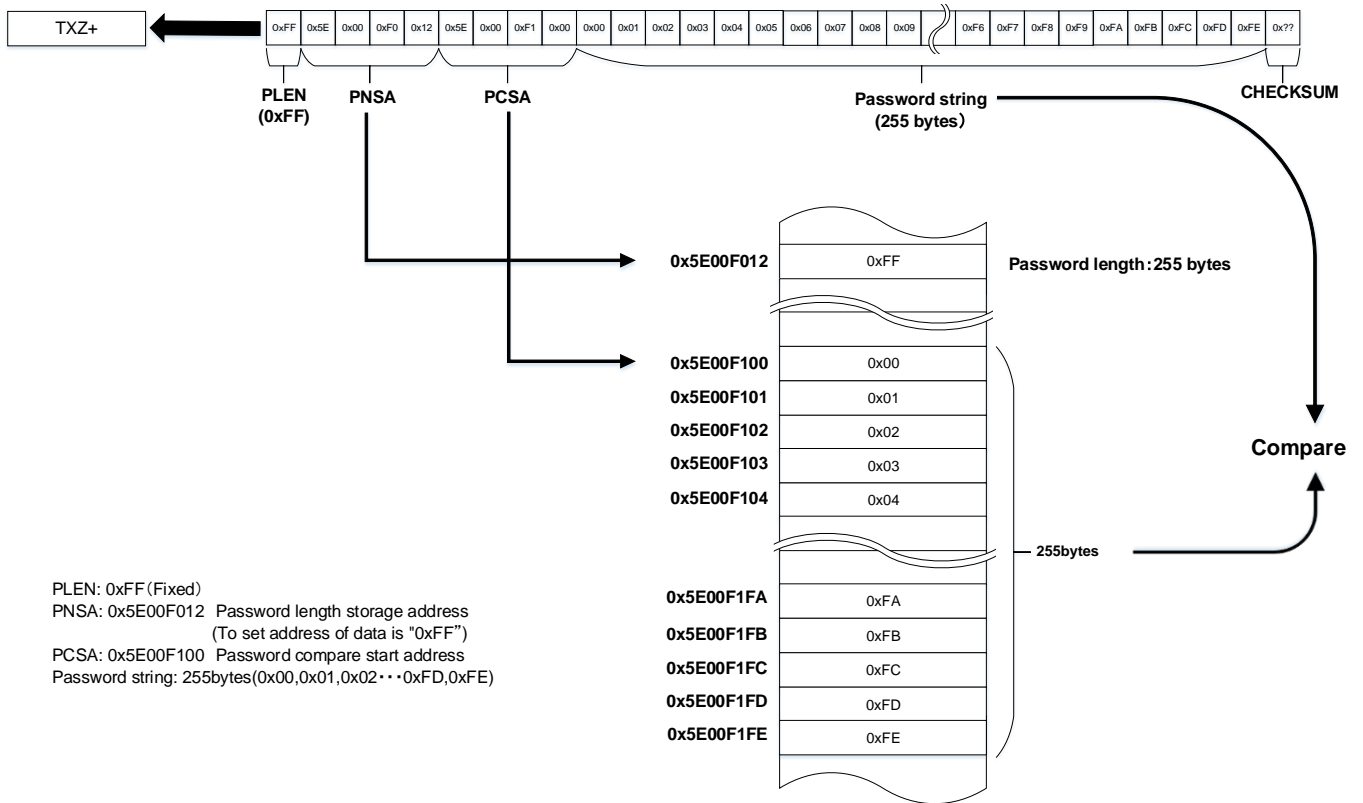 TXZ+
0xFF 0x5E 0x00 0xF0 0x12 0x5E 0x00 0xF1 0x00 0x00 0x01 0x02 0x03 0x04 0x05 0x06 0x07 0x08 0x09 0xF6 0xF7 0xF8 0xF9 0xFA 0xFB 0xFC 0xFD 0xFE 0x??
PLEN
(0xFF)
PNSA
PCSA
Password string
(255 bytes)
CHECKSUM
0x5E00F012 0xFF Password length:255 bytes
0x5E00F100 0x00
0x5E00F101 0x01
0x5E00F102 0x02
0x5E00F103 0x03
0x5E00F104 0x04
Compare
255bytes
0x5E00F1FA 0xFA
0x5E00F1FB 0xFB
0x5E00F1FC 0xFC
0x5E00F1FD 0xFD
0x5E00F1FE 0xFE
PLEN: 0xFF(Fixed)
PNSA: 0x5E00F012 Password length storage address
(To set address of data is "0xFF")
PCSA: 0x5E00F100 Password compare start address
Password string: 255bytes(0x00,0x01,0x02・・・0xFD,0xFE)